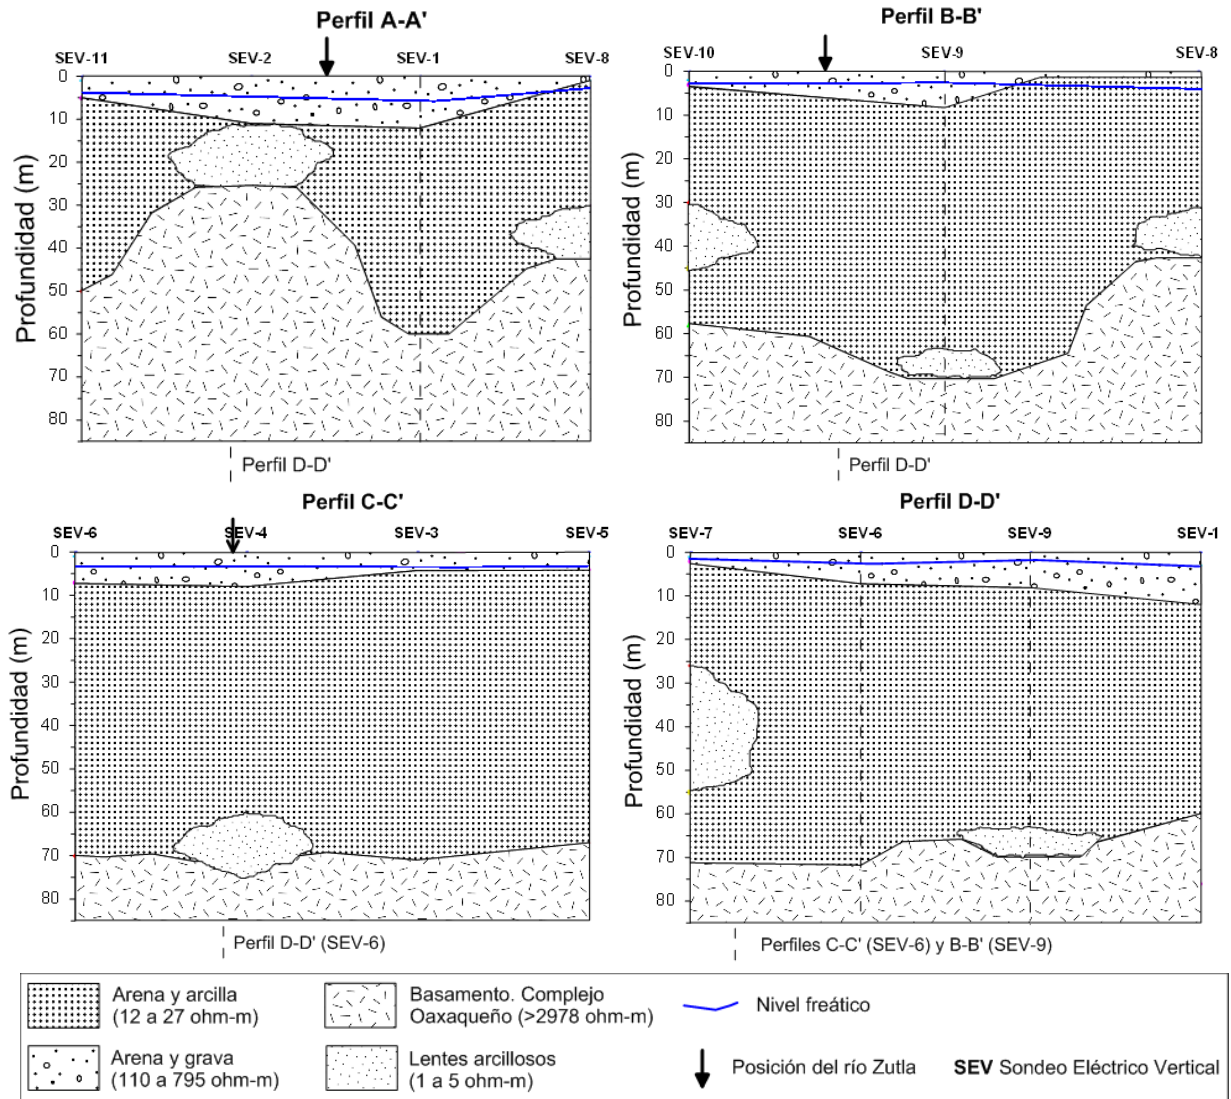 Perfil A-A'
SEV-11 SEV-2 SEV-1 SEV-8
Profundidad (m)
0
10
20
30
40
50
60
70
80
Perfil D-D'
Perfil B-B'
SEV-10 SEV-9 SEV-8
Profundidad (m)
0
10
20
30
40
50
60
70
80
Perfil D-D'
Perfil C-C'
SEV-6 SEV-4 SEV-3 SEV-5
Profundidad (m)
0
10
20
30
40
50
60
70
80
Perfil D-D' (SEV-6)
Perfil D-D'
SEV-7 SEV-6 SEV-9 SEV-1
Profundidad (m)
0
10
20
30
40
50
60
70
80
Perfiles C-C' (SEV-6) y B-B' (SEV-9)
Arena y arcilla
(12 a 27 ohm-m)
Arena y grava
(110 a 795 ohm-m)
Basamento. Complejo
Oaxaqueño (>2978 ohm-m)
Lentes arcillosos
(1 a 5 ohm-m)
Nivel freático
Posición del río Zutla
SEV Sondeo Eléctrico Vertical